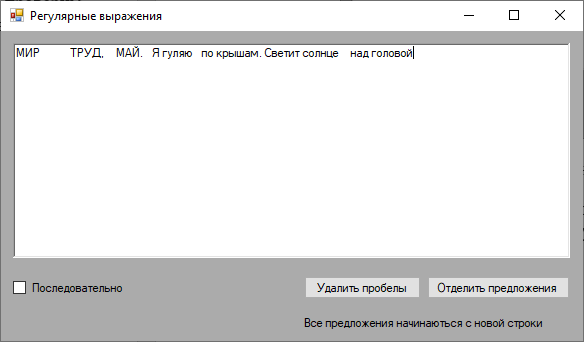 Регулярные выражения
МИР ТРУД, МАЙ. Я гуляю по крышам. Светит солнце над головой
Последовательно
Удалить пробелы
Отделить предложения
Все предложения начинаються с новой строки